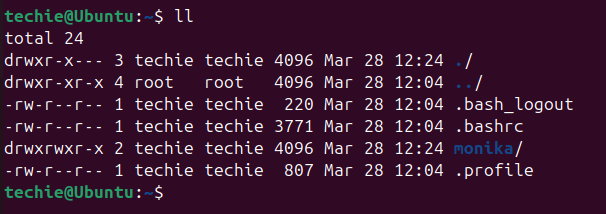 techie@Ubuntu:~$ ll
total 24
drwxr-x--- 3 techie techie 4096 Mar 28 12:24 ./
drwxr-xr-x 4 root   root   4096 Mar 28 12:04 ../
-rw-r--r-- 1 techie techie  220 Mar 28 12:04 .bash_logout
-rw-r--r-- 1 techie techie 3771 Mar 28 12:04 .bashrc
drwxrwxr-x 2 techie techie 4096 Mar 28 12:24 monika/
-rw-r--r-- 1 techie techie  807 Mar 28 12:04 .profile
techie@Ubuntu:~$